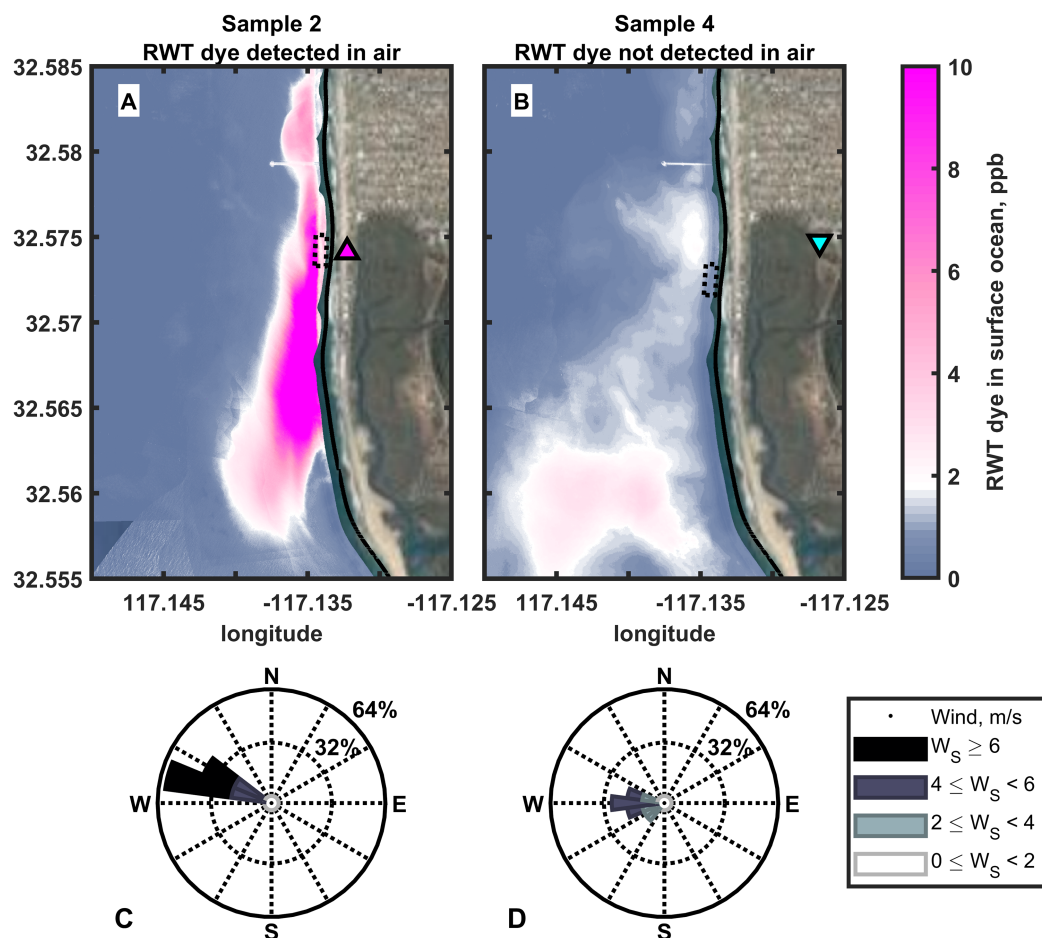 Sample 2
RWT dye detected in air
Sample 4
RWT dye not detected in air
A
B
32.585
32.58
32.575
32.57
32.565
32.56
32.555
117.145
-117.135
-117.125
longitude
117.145
-117.135
-117.125
longitude
10
8
6
4
2
0
RWT dye in surface ocean, ppb
N
64%
32%
W
E
S
C
N
64%
32%
W
E
S
D
Wind, m/s
W_S ≥ 6
4 ≤ W_S < 6
2 ≤ W_S < 4
0 ≤ W_S < 2